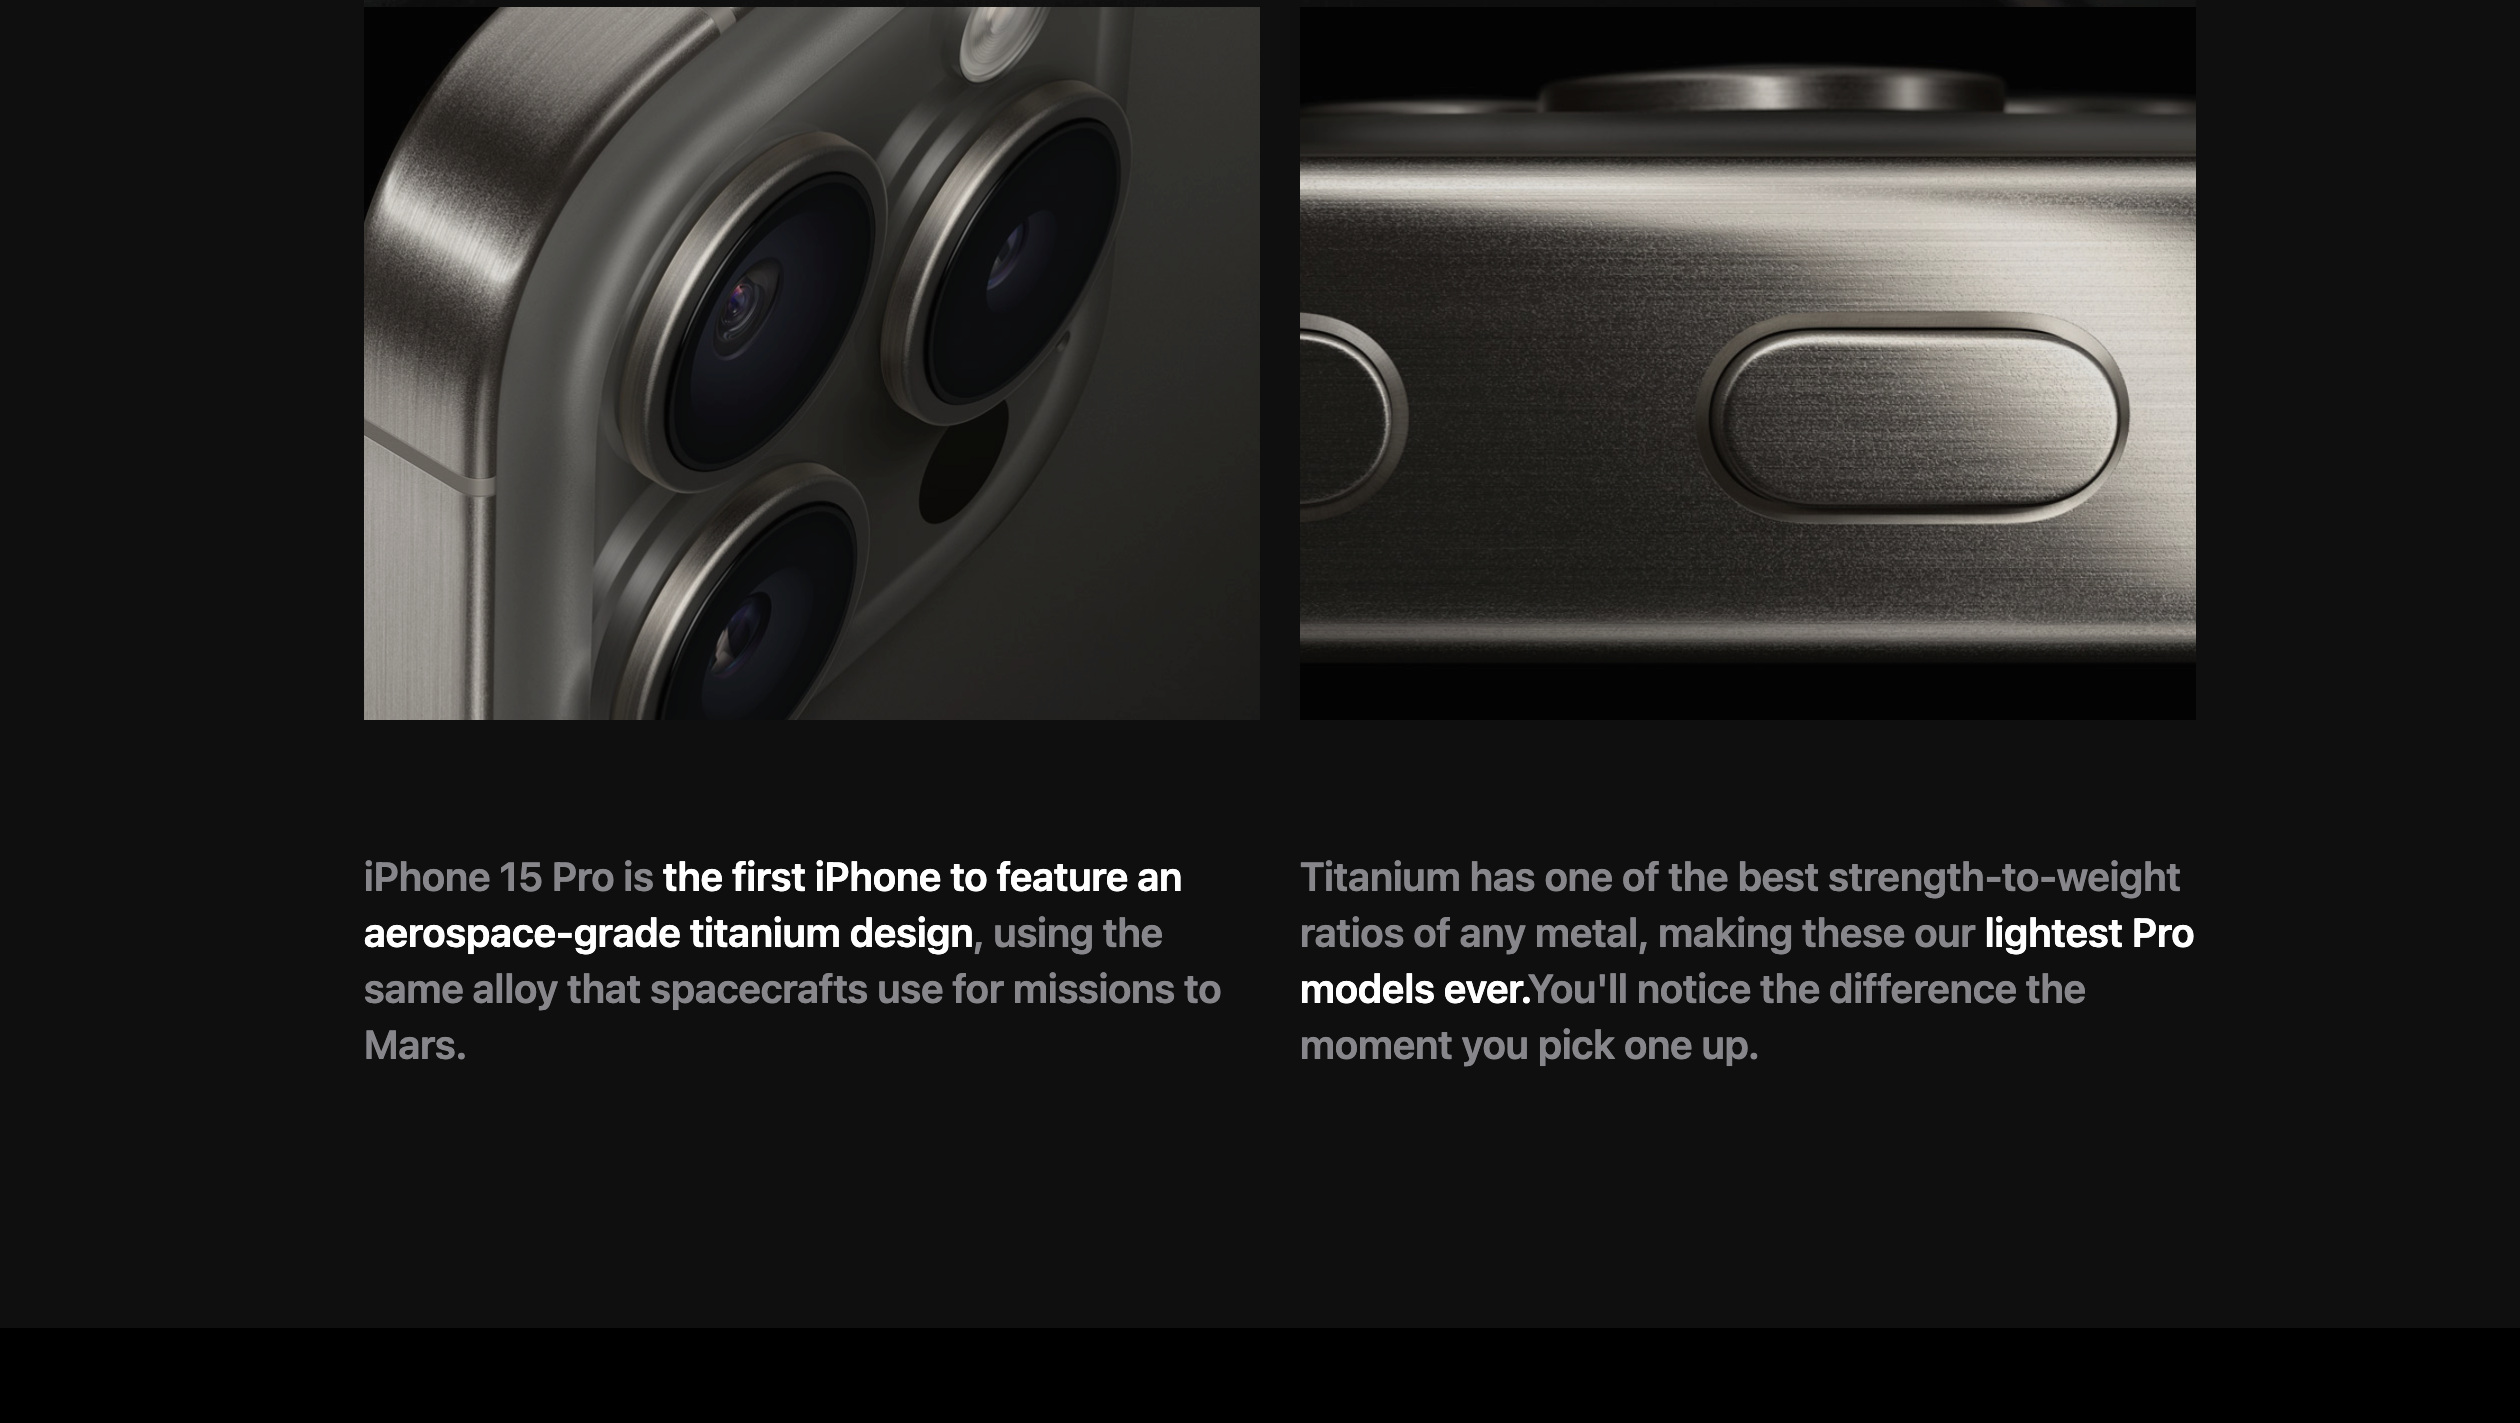 iPhone 15 Pro is the first iPhone to feature an
aerospace-grade titanium design, using the
same alloy that spacecrafts use for missions to
Mars.
Titanium has one of the best strength-to-weight
ratios of any metal, making these our lightest Pro
models ever.You'll notice the difference the
moment you pick one up.